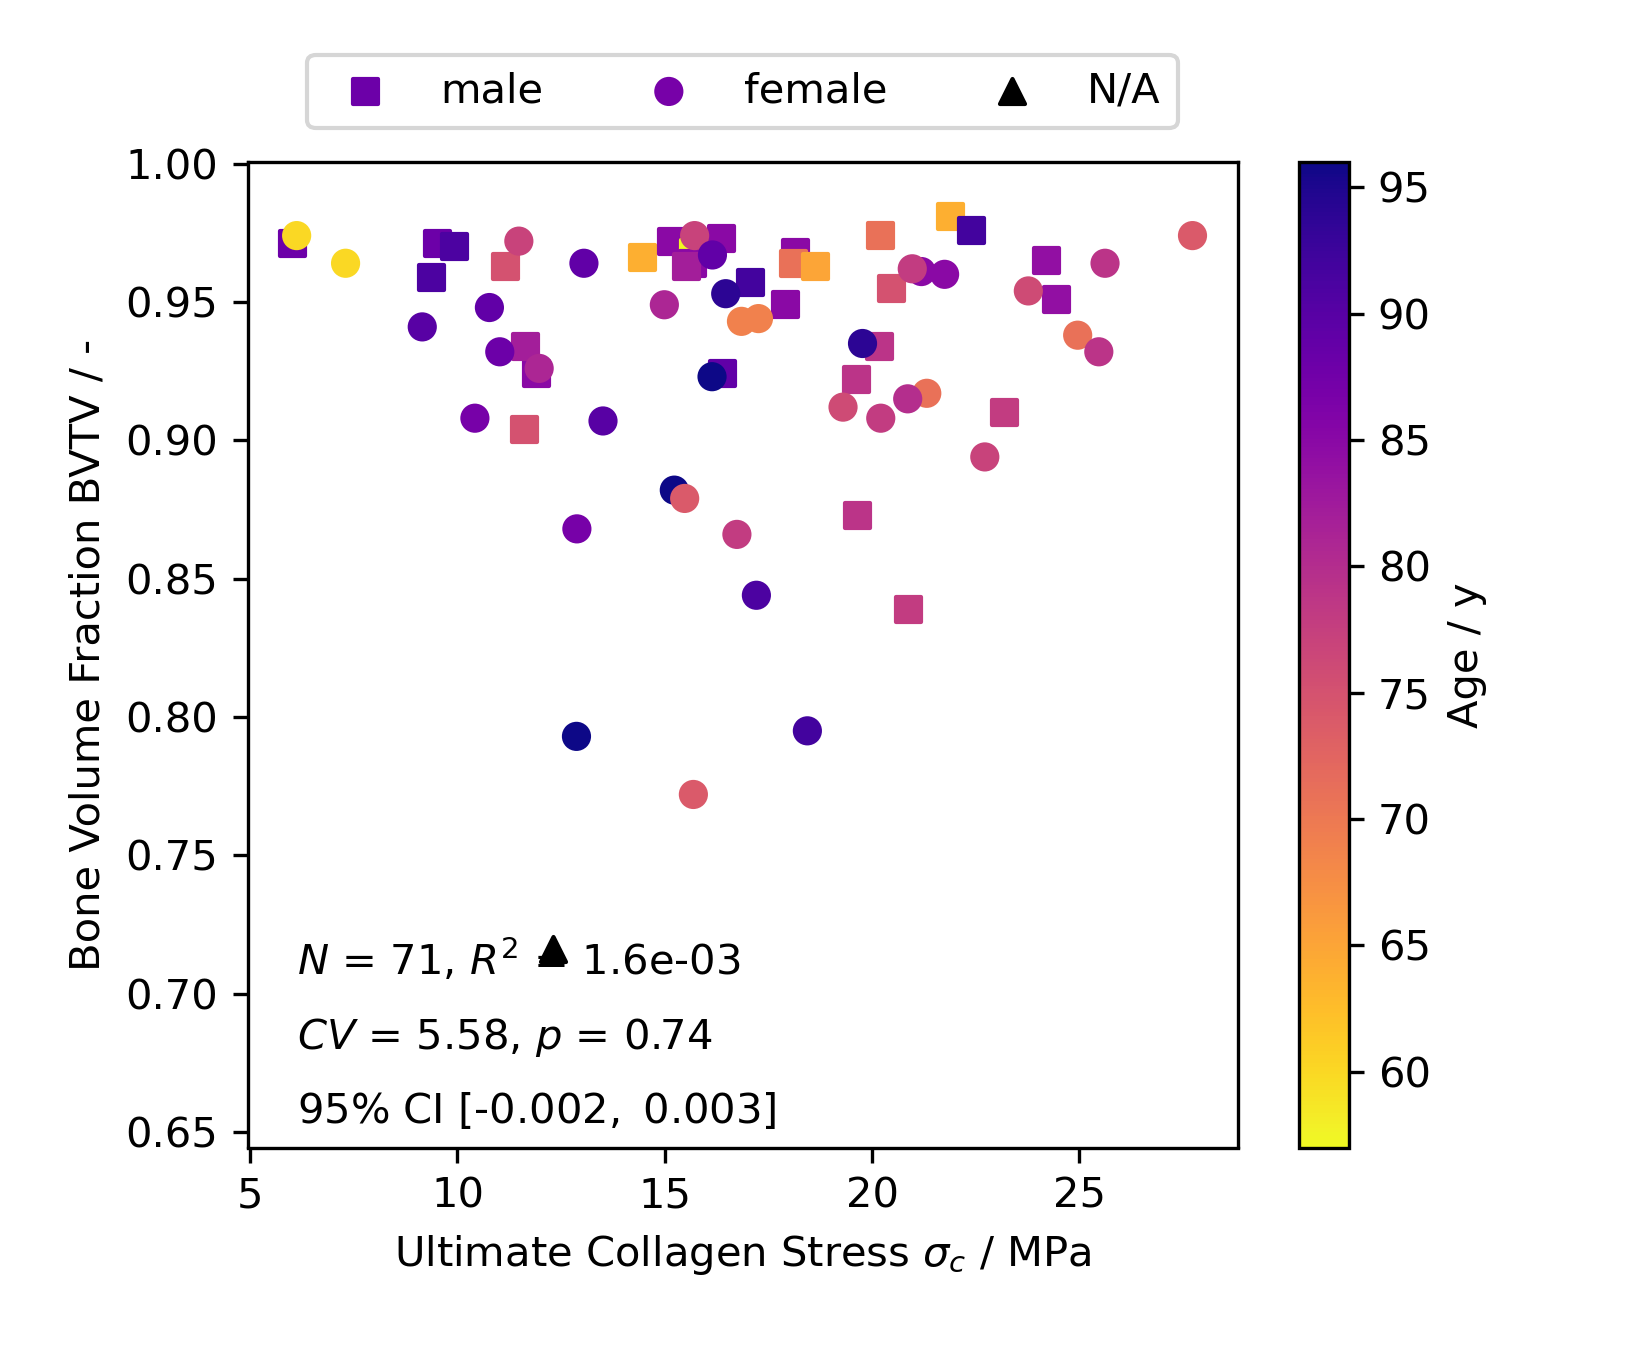 male female N/A
1.00
0.95
0.90
0.85
0.80
0.75
0.70
0.65
Bone Volume Fraction BVTV / -
N = 71, R² = 1.6e-03
CV = 5.58, p = 0.74
95% CI [-0.002, 0.003]
5 10 15 20 25
Ultimate Collagen Stress σc / MPa
95
90
85
80
75
70
65
60
Age / y